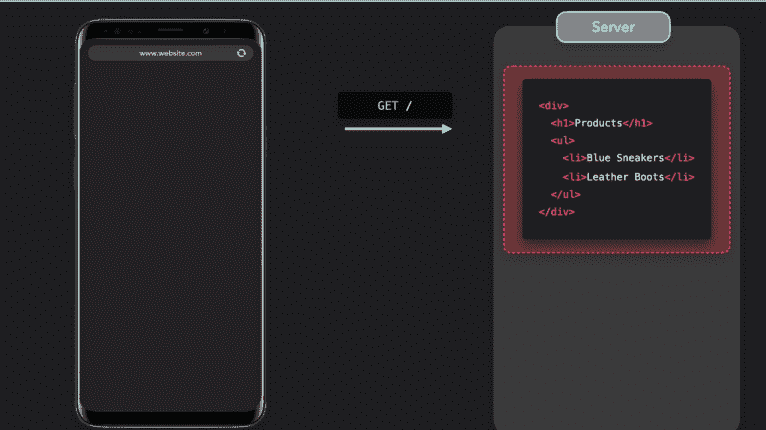 www.website.com
GET /
Server
<div>
<h1>Products</h1>
<ul>
<li>Blue Sneakers</li>
<li>Leather Boots</li>
</ul>
</div>